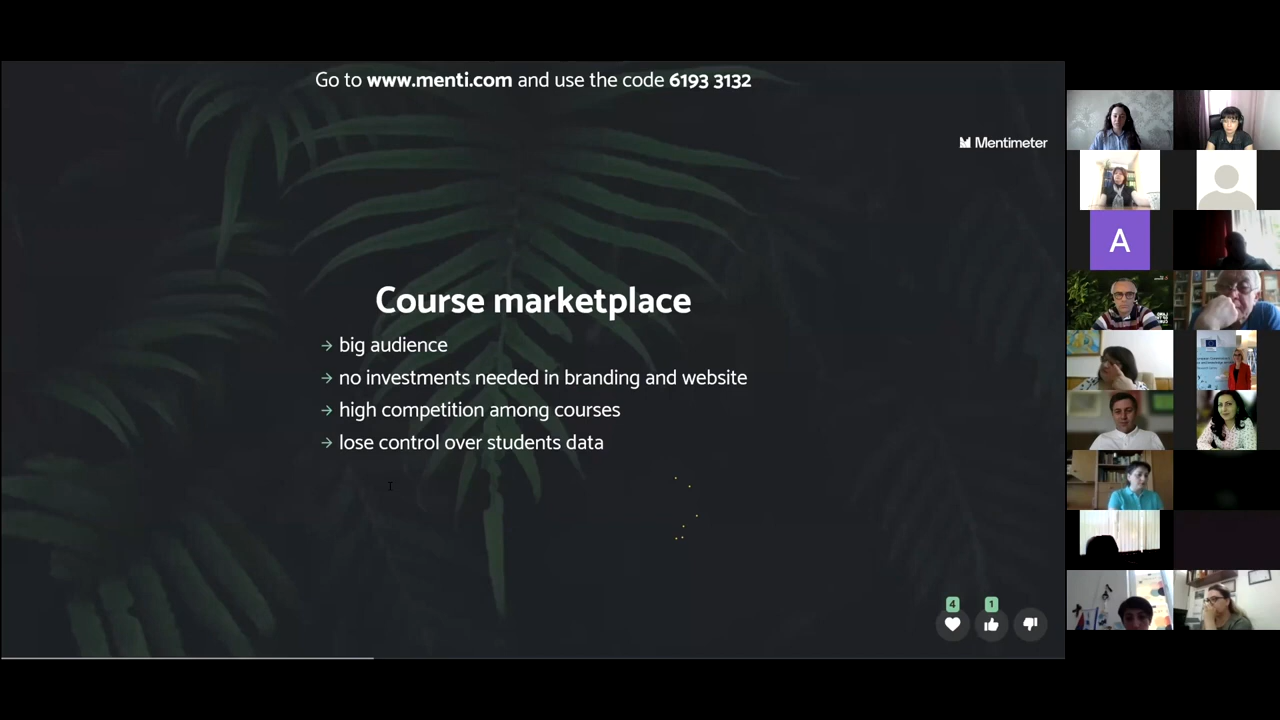 Go to www.menti.com and use the code 6193 3132
Mentimeter
Course marketplace
→ big audience
→ no investments needed in branding and website
→ high competition among courses
→ lose control over students data
4 1
A